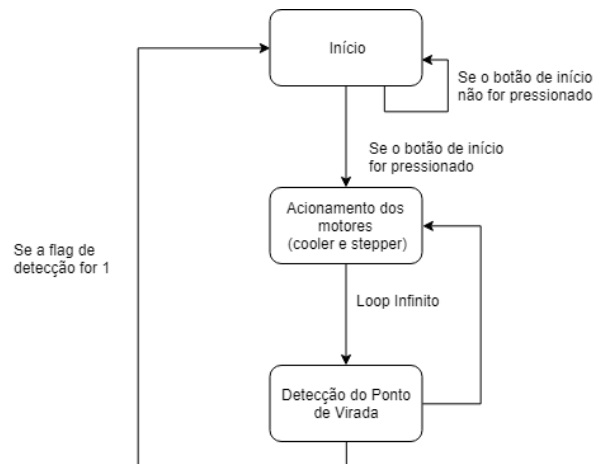 Início
Se o botão de início
não for pressionado
Se o botão de início
for pressionado
Acionamento dos
motores
(cooler e stepper)
Se a flag de
detecção for 1
Loop Infinito
Detecção do Ponto
de Virada